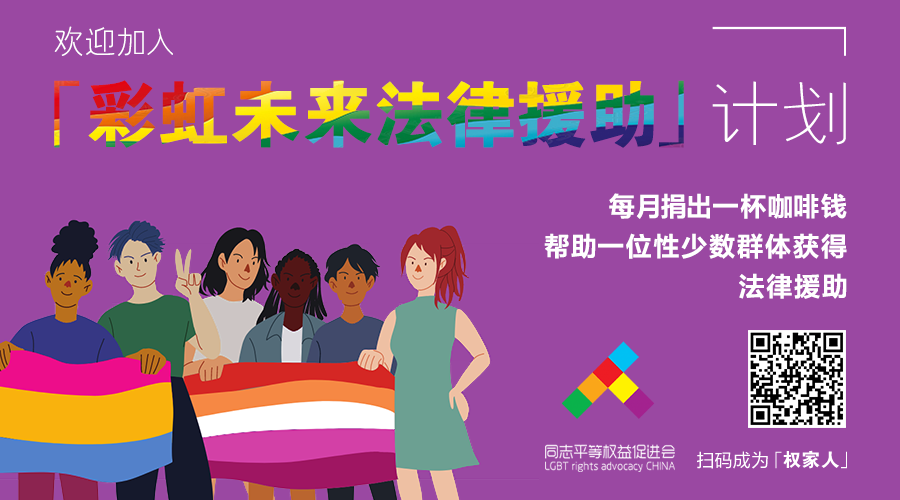 欢迎加入
「彩虹未来法律援助」计划
每月捐出一杯咖啡钱
帮助一位性少数群体获得
法律援助
同志平等权益促进会
LGBT rights advocacy CHINA
扫码成为「权家人」